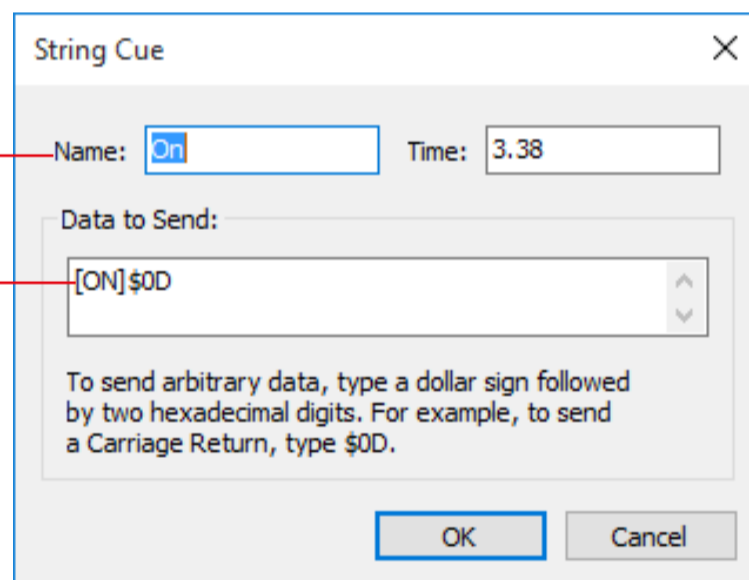 String Cue
Name: On Time: 3.38
Data to Send:
[ON]$0D
To send arbitrary data, type a dollar sign followed
by two hexadecimal digits. For example, to send
a Carriage Return, type $0D.
OK Cancel